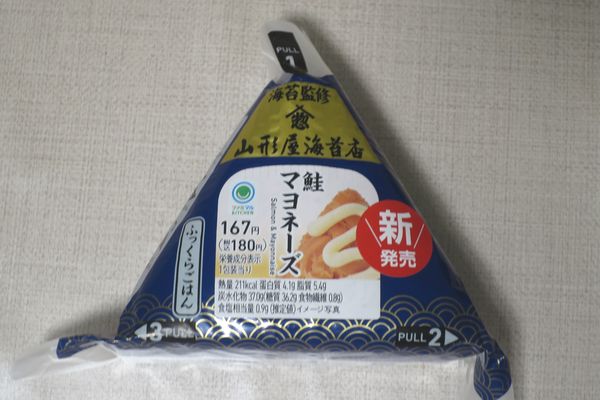 PULL
1
海苔監修
惣
山形屋海苔店
鮭
マヨネーズ
Salmon & Mayonnaise
ファミマル
KITCHEN
167円
(税込180円)
栄養成分表示
1包装当り
熱量 211kcal 蛋白質 4.1g 脂質 5.4g
炭水化物 37.0g(糖質 36.2g 食物繊維 0.8g)
食塩相当量 0.9g (推定値) イメージ写真
新
発売
ふっくらごはん
3 PULL
PULL 2